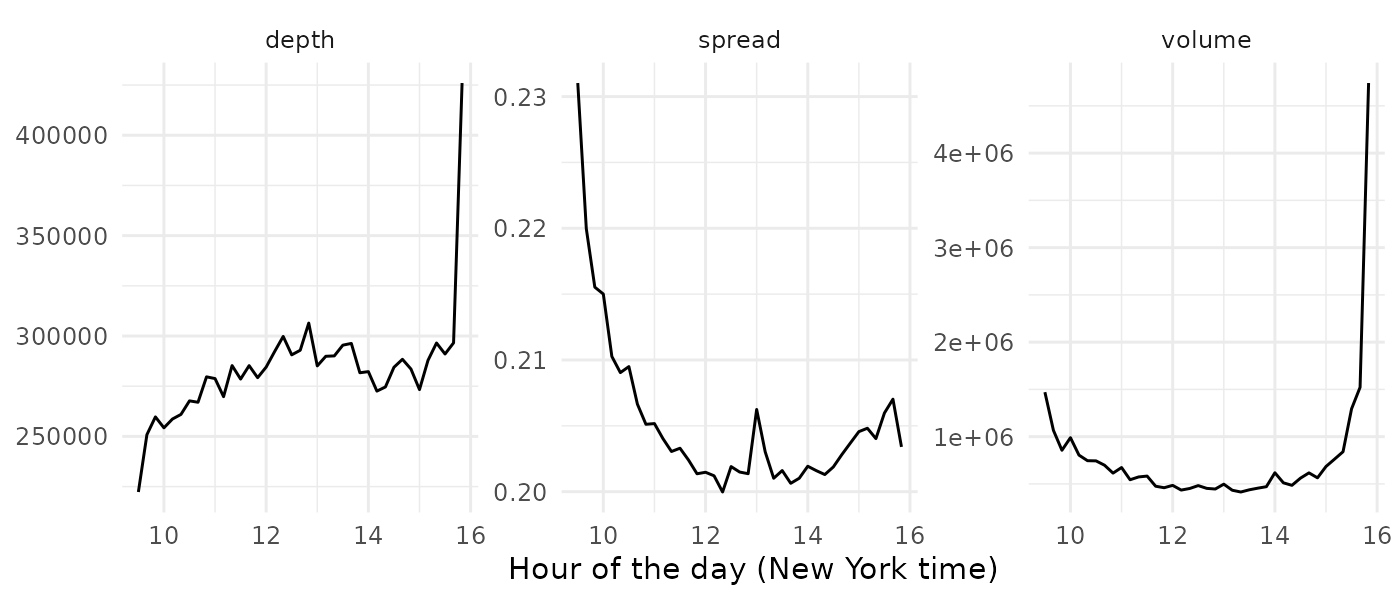 depth
spread
volume
400000
350000
300000
250000
0.23
0.22
0.21
0.20
4e+06
3e+06
2e+06
1e+06
10 12 14 16
10 12 14 16
10 12 14 16
Hour of the day (New York time)